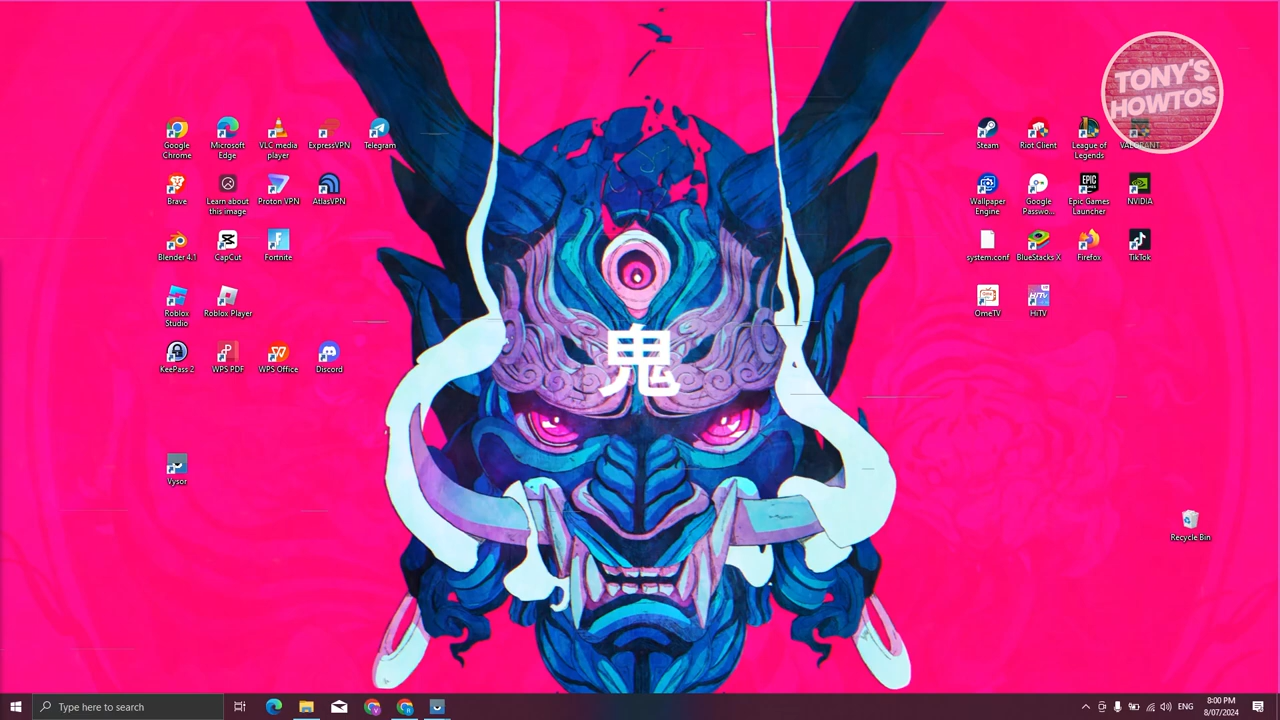 TONY'S
HOWTOS
Google Chrome
Microsoft Edge
VLC media player
ExpressVPN
Telegram
Steam
Riot Client
League of Legends
VALORANT
Brave
Learn about this image
Proton VPN
AtlasVPN
Wallpaper Engine
Google Passwo...
EPIC GAMES
Epic Games Launcher
NVIDIA
Blender 4.1
CapCut
Fortnite
system.conf
BlueStacks X
Firefox
TikTok
Roblox Studio
Roblox Player
OmeTV
HiTV
HiTV
鬼
KeePass 2
WPS PDF
WPS Office
Discord
Vysor
Recycle Bin
Type here to search
ENG
8:00 PM
8/07/2024